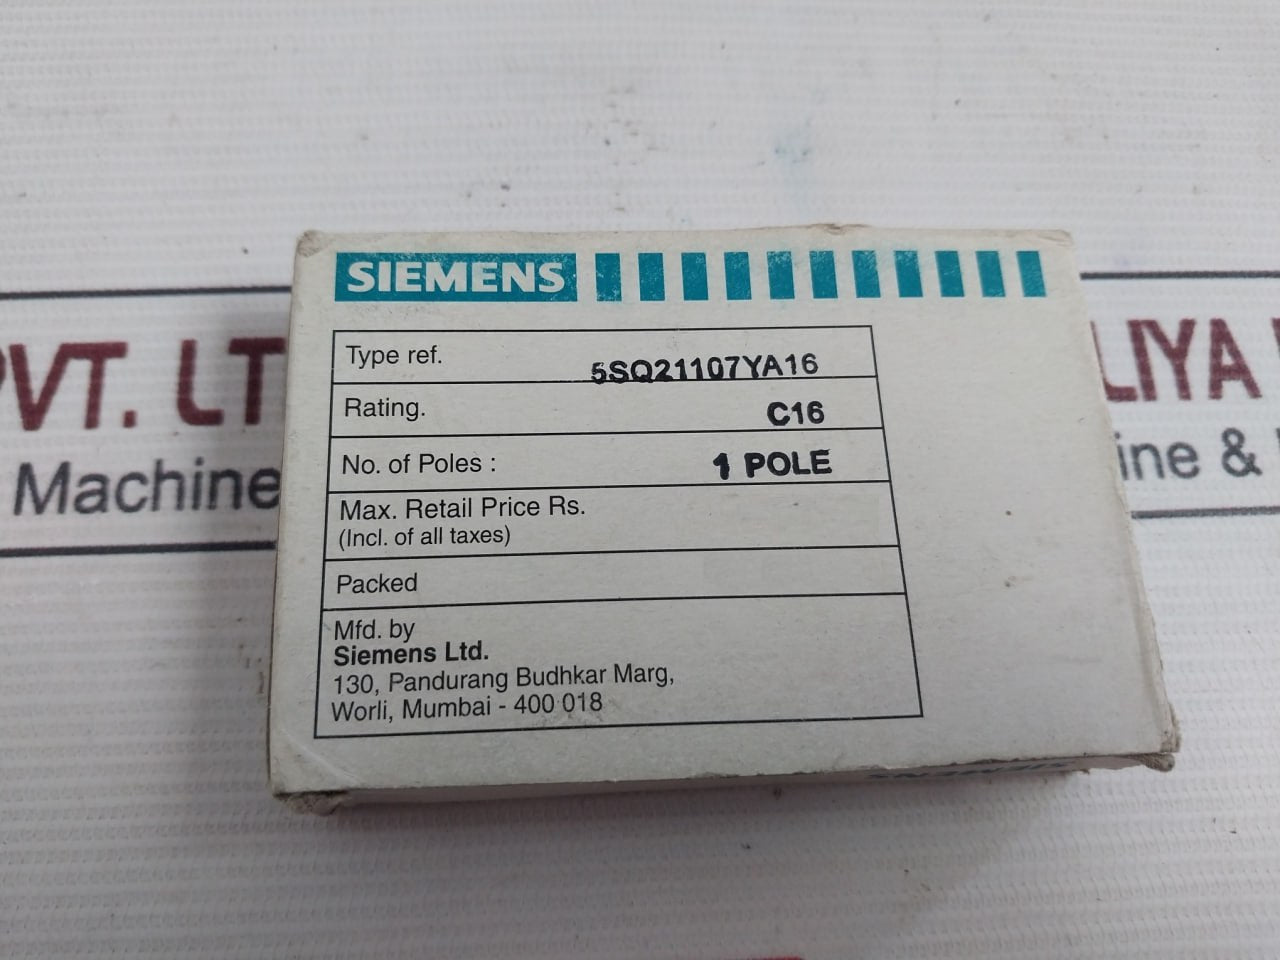 SIEMENS
Type ref. 5SQ21107YA16
Rating. C16
No. of Poles : 1 POLE
Max. Retail Price Rs.
(Incl. of all taxes)
Packed
Mfd. by
Siemens Ltd.
130, Pandurang Budhkar Marg,
Worli, Mumbai - 400 018
SIEMENS
PVT. LT
Machine
LIYA
ine &